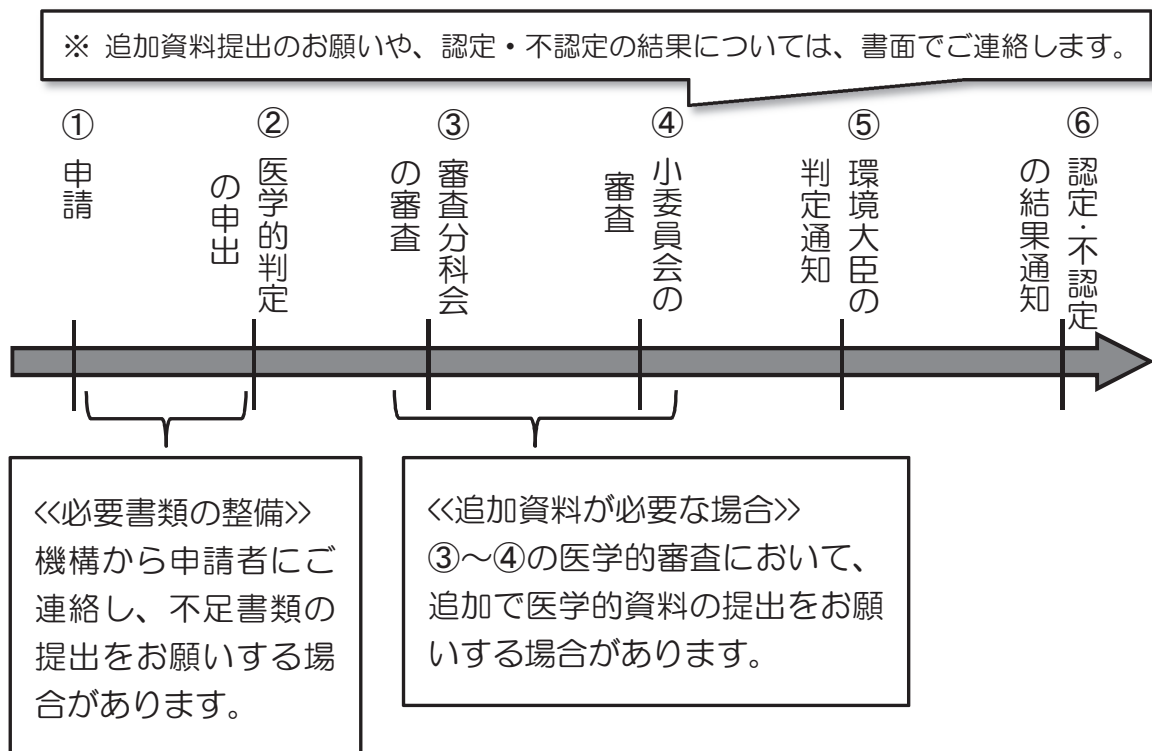 ※ 追加資料提出のお願いや、認定・不認定の結果については、書面でご連絡します。
①
申請
②
医学的判定
の申出
③
審査分科会
の審査
④
小委員会の
審査
⑤
環境大臣の
判定通知
⑥
認定・不認定
の結果通知
≪必要書類の整備≫
機構から申請者にご
連絡し、不足書類の
提出をお願いする場
合があります。
≪追加資料が必要な場合≫
③～④の医学的審査において、
追加で医学的資料の提出をお願
いする場合があります。